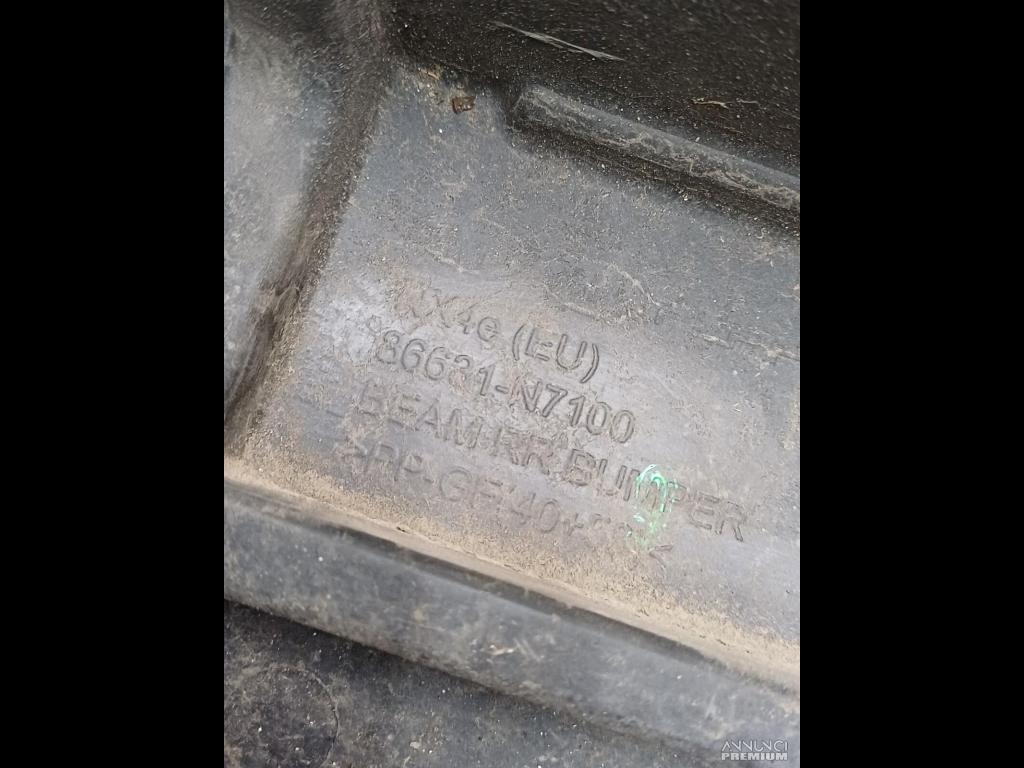 NX4e (EU)
86631-N7100
BEAM-RR BUMPER
>PP-GF40+
ANNUNCI
PREMIUM